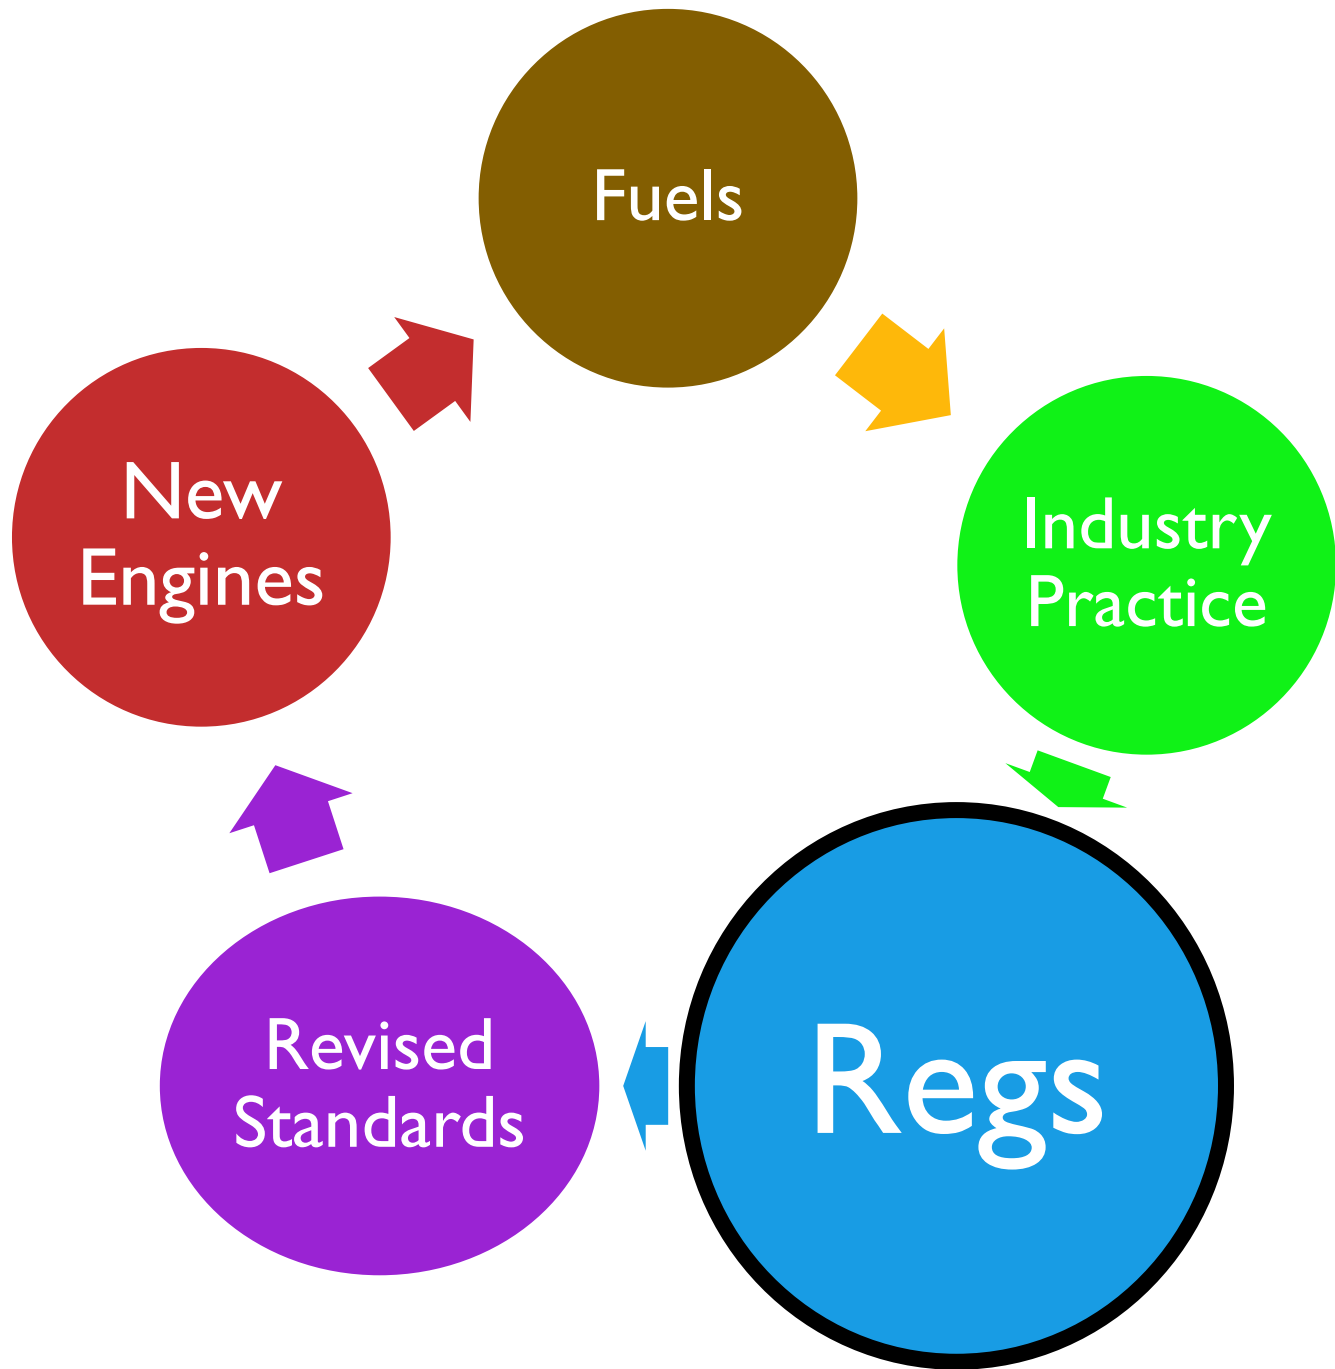 Fuels
Industry
Practice
Regs
Revised
Standards
New
Engines